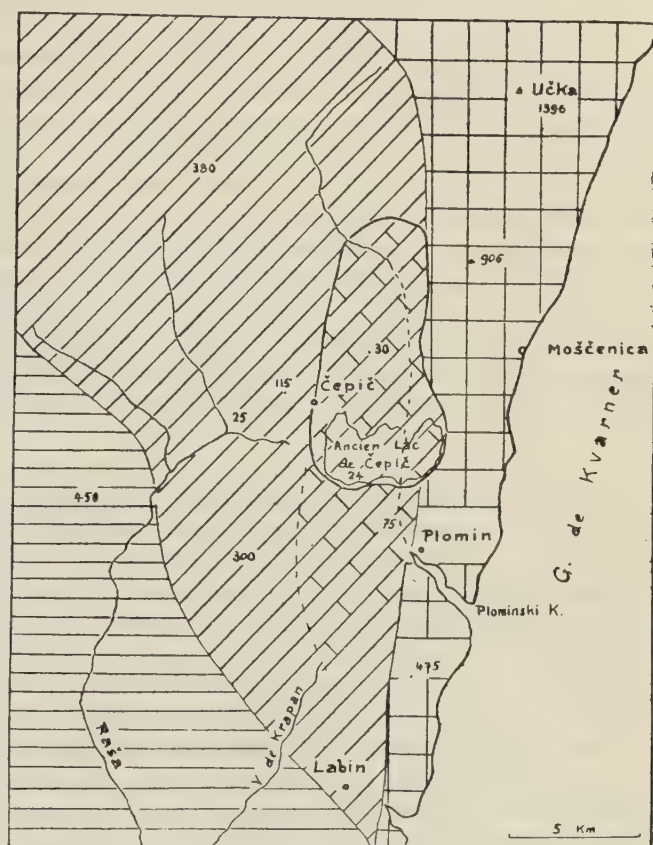 Učka
1396
380
906
30
Moščenica
115
Čepič
25
Ancien Lac
de Čepič
24
G. de Kvarner
458
75
Plomin
300
Plominski K.
475
Raša
V. de Krapan
Labin
5 Km